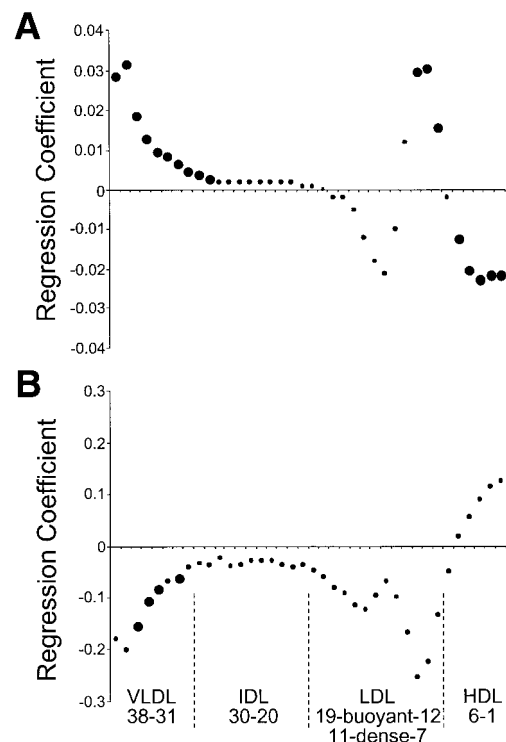 A
Regression Coefficient
0.04
0.03
0.02
0.01
0
-0.01
-0.02
-0.03
-0.04
B
Regression Coefficient
0.3
0.2
0.1
0
-0.1
-0.2
-0.3
VLDL IDL LDL HDL
38-31 30-20 19-buoyant-12 6-1
11-dense-7